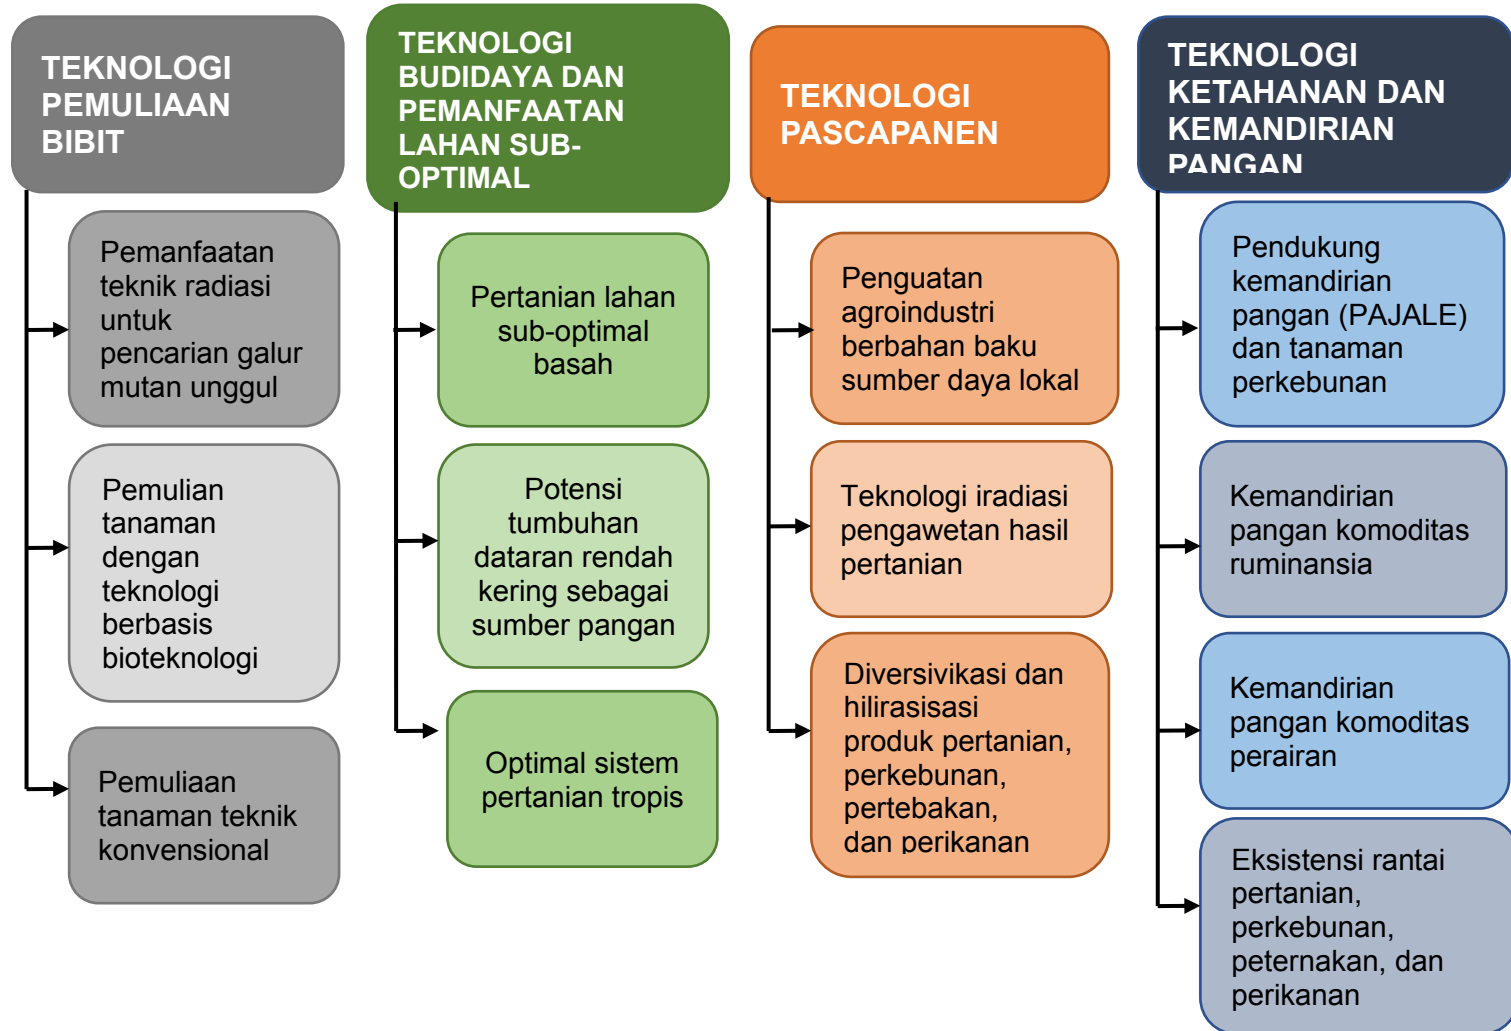 TEKNOLOGI
PEMULIAAN
BIBIT
Pemanfaatan
teknik radiasi
untuk
pencarian galur
mutan unggul
Pemulian
tanaman
dengan
teknologi
berbasis
bioteknologi
Pemuliaan
tanaman teknik
konvensional
TEKNOLOGI
BUDIDAYA DAN
PEMANFAATAN
LAHAN SUB-
OPTIMAL
Pertanian lahan
sub-optimal
basah
Potensi
tumbuhan
dataran rendah
kering sebagai
sumber pangan
Optimal sistem
pertanian tropis
TEKNOLOGI
PASCAPANEN
Penguatan
agroindustri
berbahan baku
sumber daya lokal
Teknologi iradiasi
pengawetan hasil
pertanian
Diversivikasi dan
hilirasisasi
produk pertanian,
perkebunan,
pertebakan,
dan perikanan
TEKNOLOGI
KETAHANAN DAN
KEMANDIRIAN
PANGAN
Pendukung
kemandirian
pangan (PAJALE)
dan tanaman
perkebunan
Kemandirian
pangan komoditas
ruminansia
Kemandirian
pangan komoditas
perairan
Eksistensi rantai
pertanian,
perkebunan,
peternakan, dan
perikanan